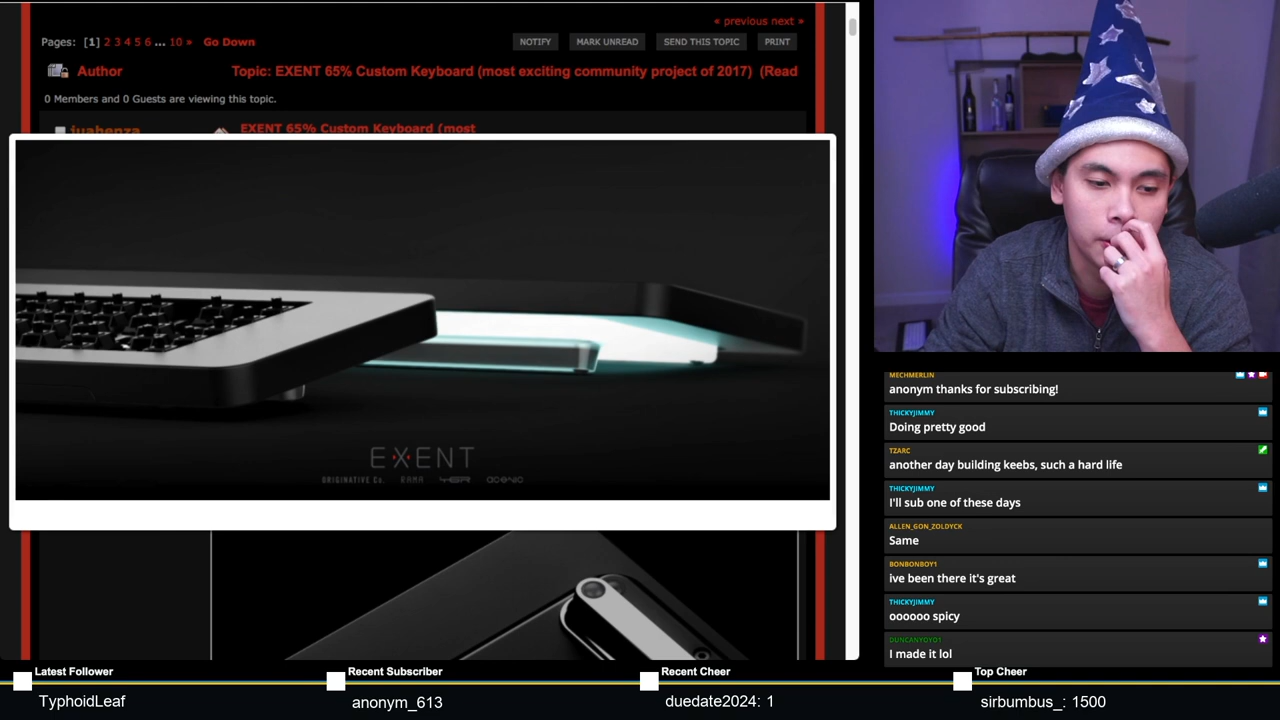 « previous next »
Pages: [1] 2 3 4 5 6 ... 10 » Go Down
NOTIFY MARK UNREAD SEND THIS TOPIC PRINT
Author Topic: EXENT 65% Custom Keyboard (most exciting community project of 2017) (Read
0 Members and 0 Guests are viewing this topic.
EXENT 65% Custom Keyboard (most
EXENT
ORIGINATIVE Co. RAMA
MECHMERLIN
anonym thanks for subscribing!
THICKYJIMMY
Doing pretty good
TZARC
another day building keebs, such a hard life
THICKYJIMMY
I'll sub one of these days
ALLEN_GON_ZOLDYCK
Same
BONBONBOY1
ive been there it's great
THICKYJIMMY
oooooo spicy
DUNCANYOYO1
I made it lol
Latest Follower
TyphoidLeaf
Recent Subscriber
anonym_613
Recent Cheer
duedate2024: 1
Top Cheer
sirbumbus_: 1500